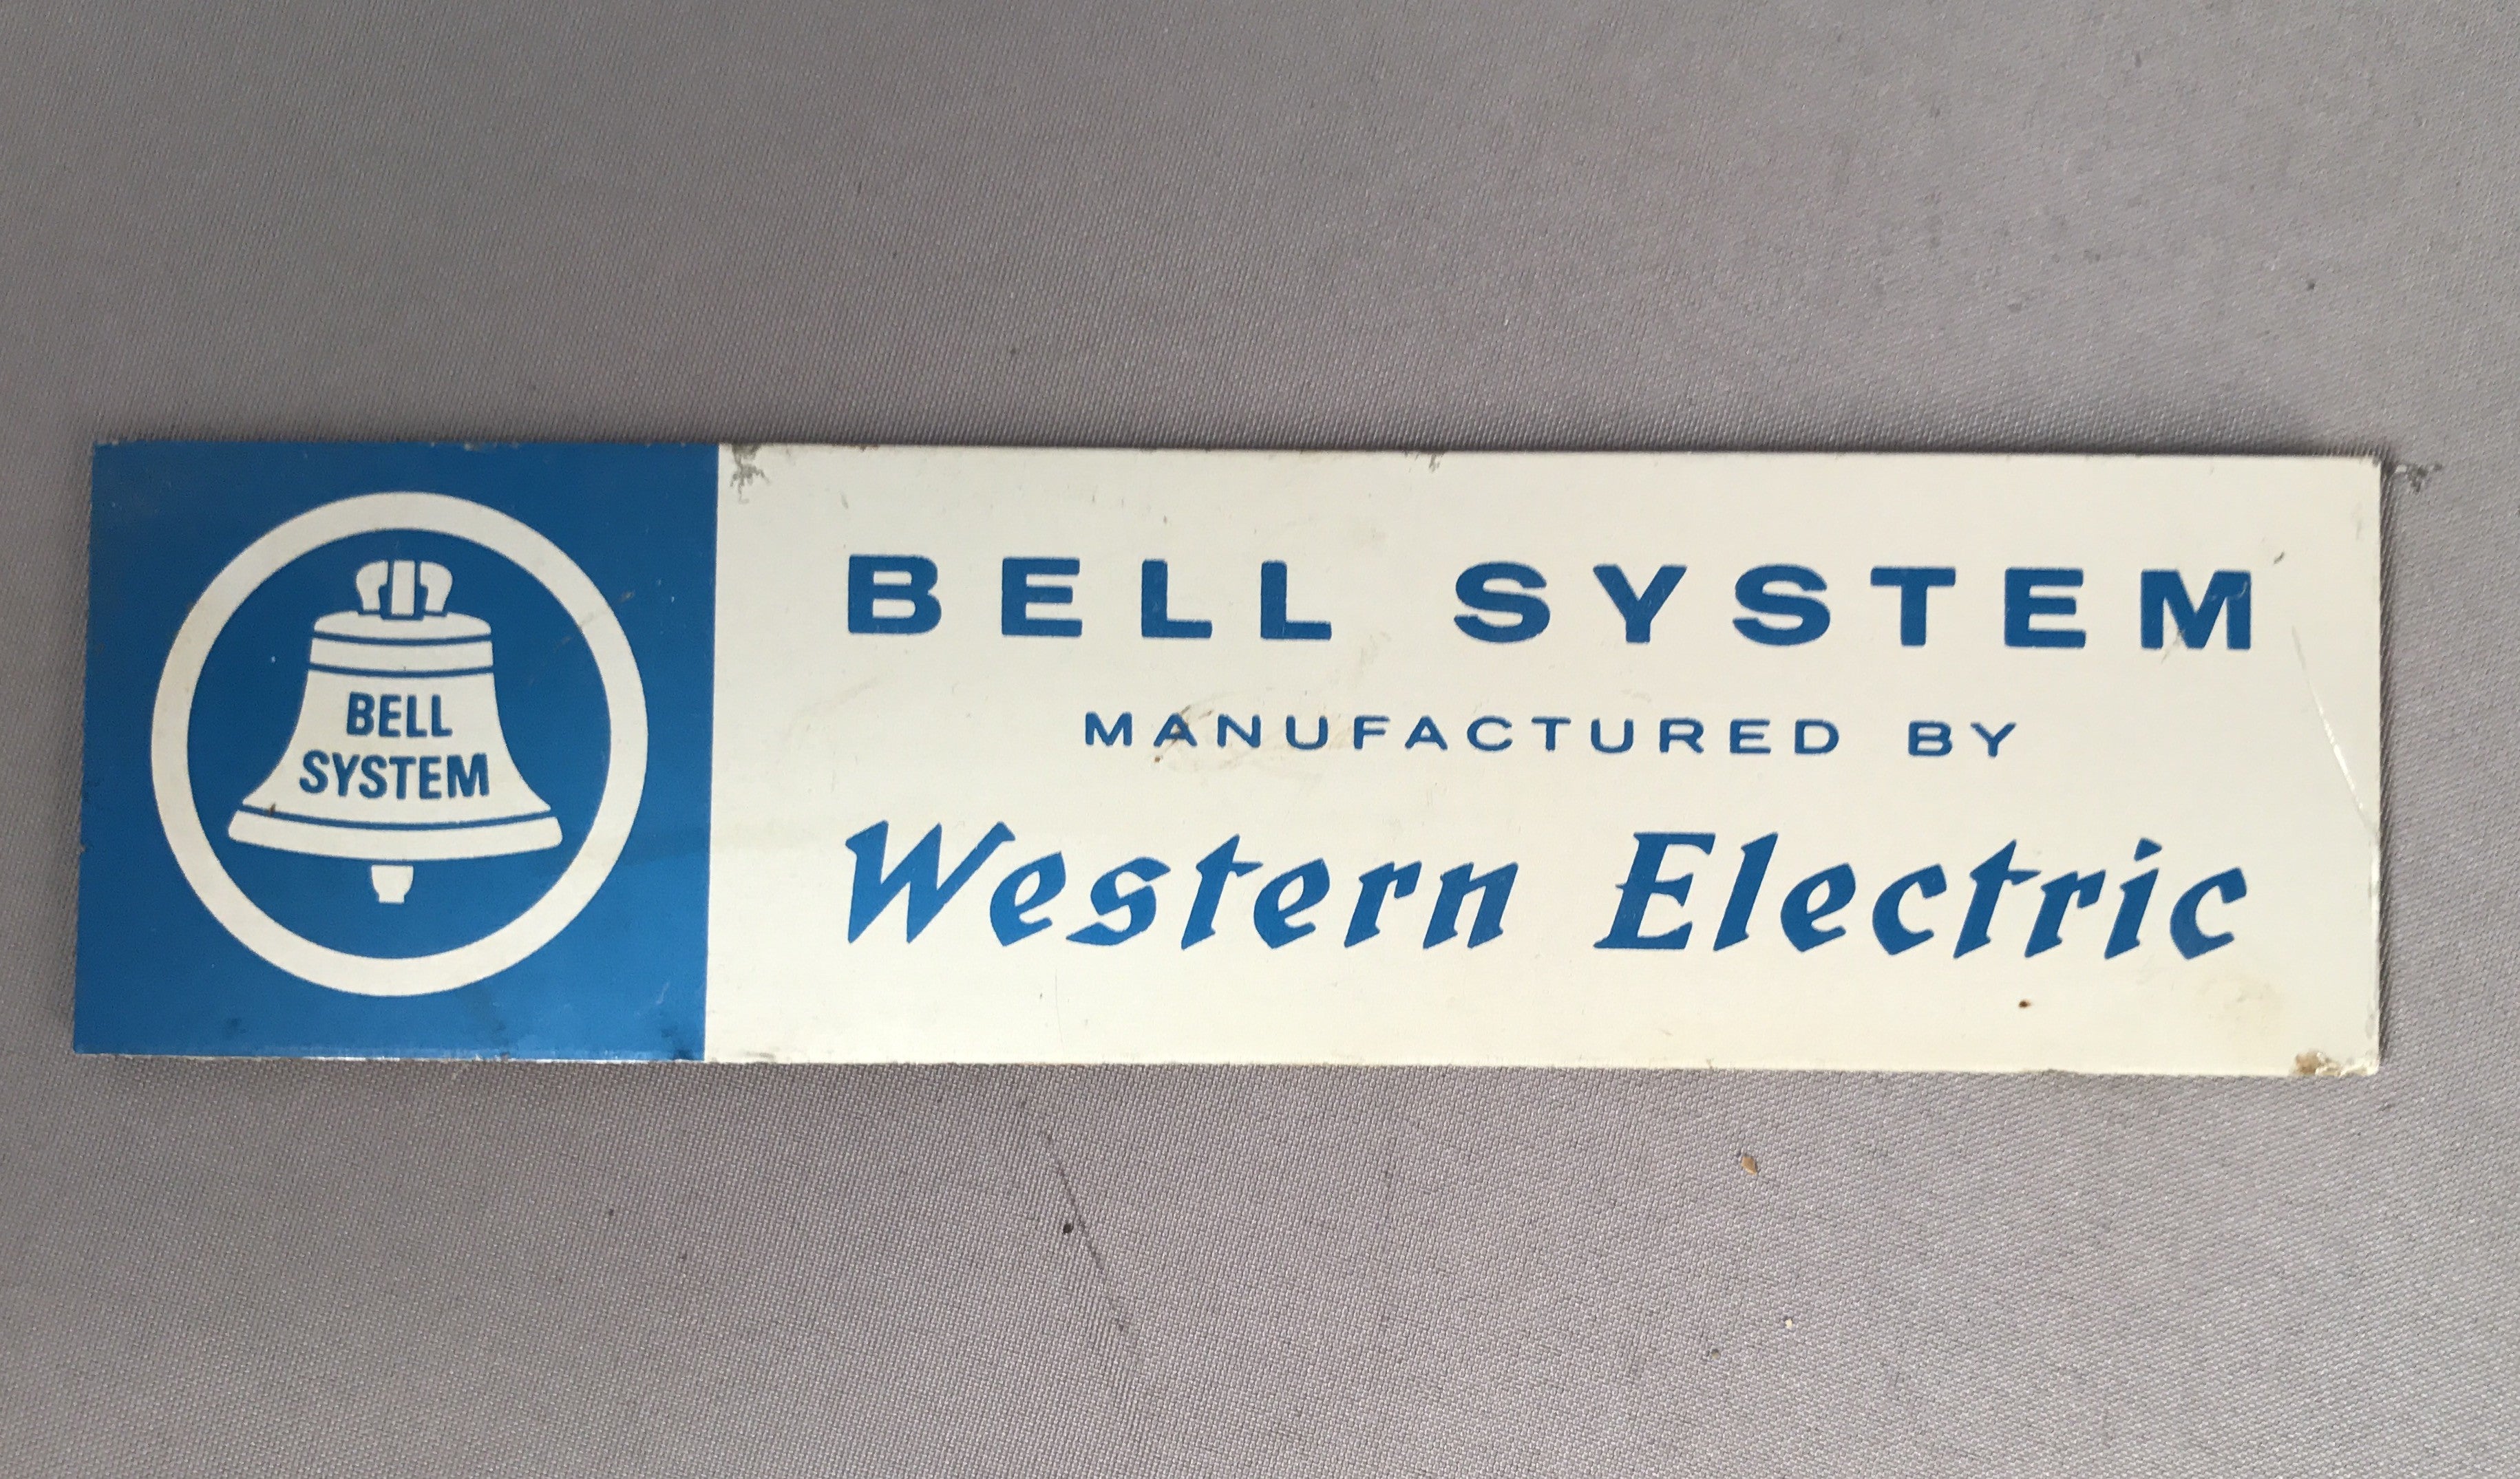 BELL
SYSTEM
BELL SYSTEM
MANUFACTURED BY
Western Electric